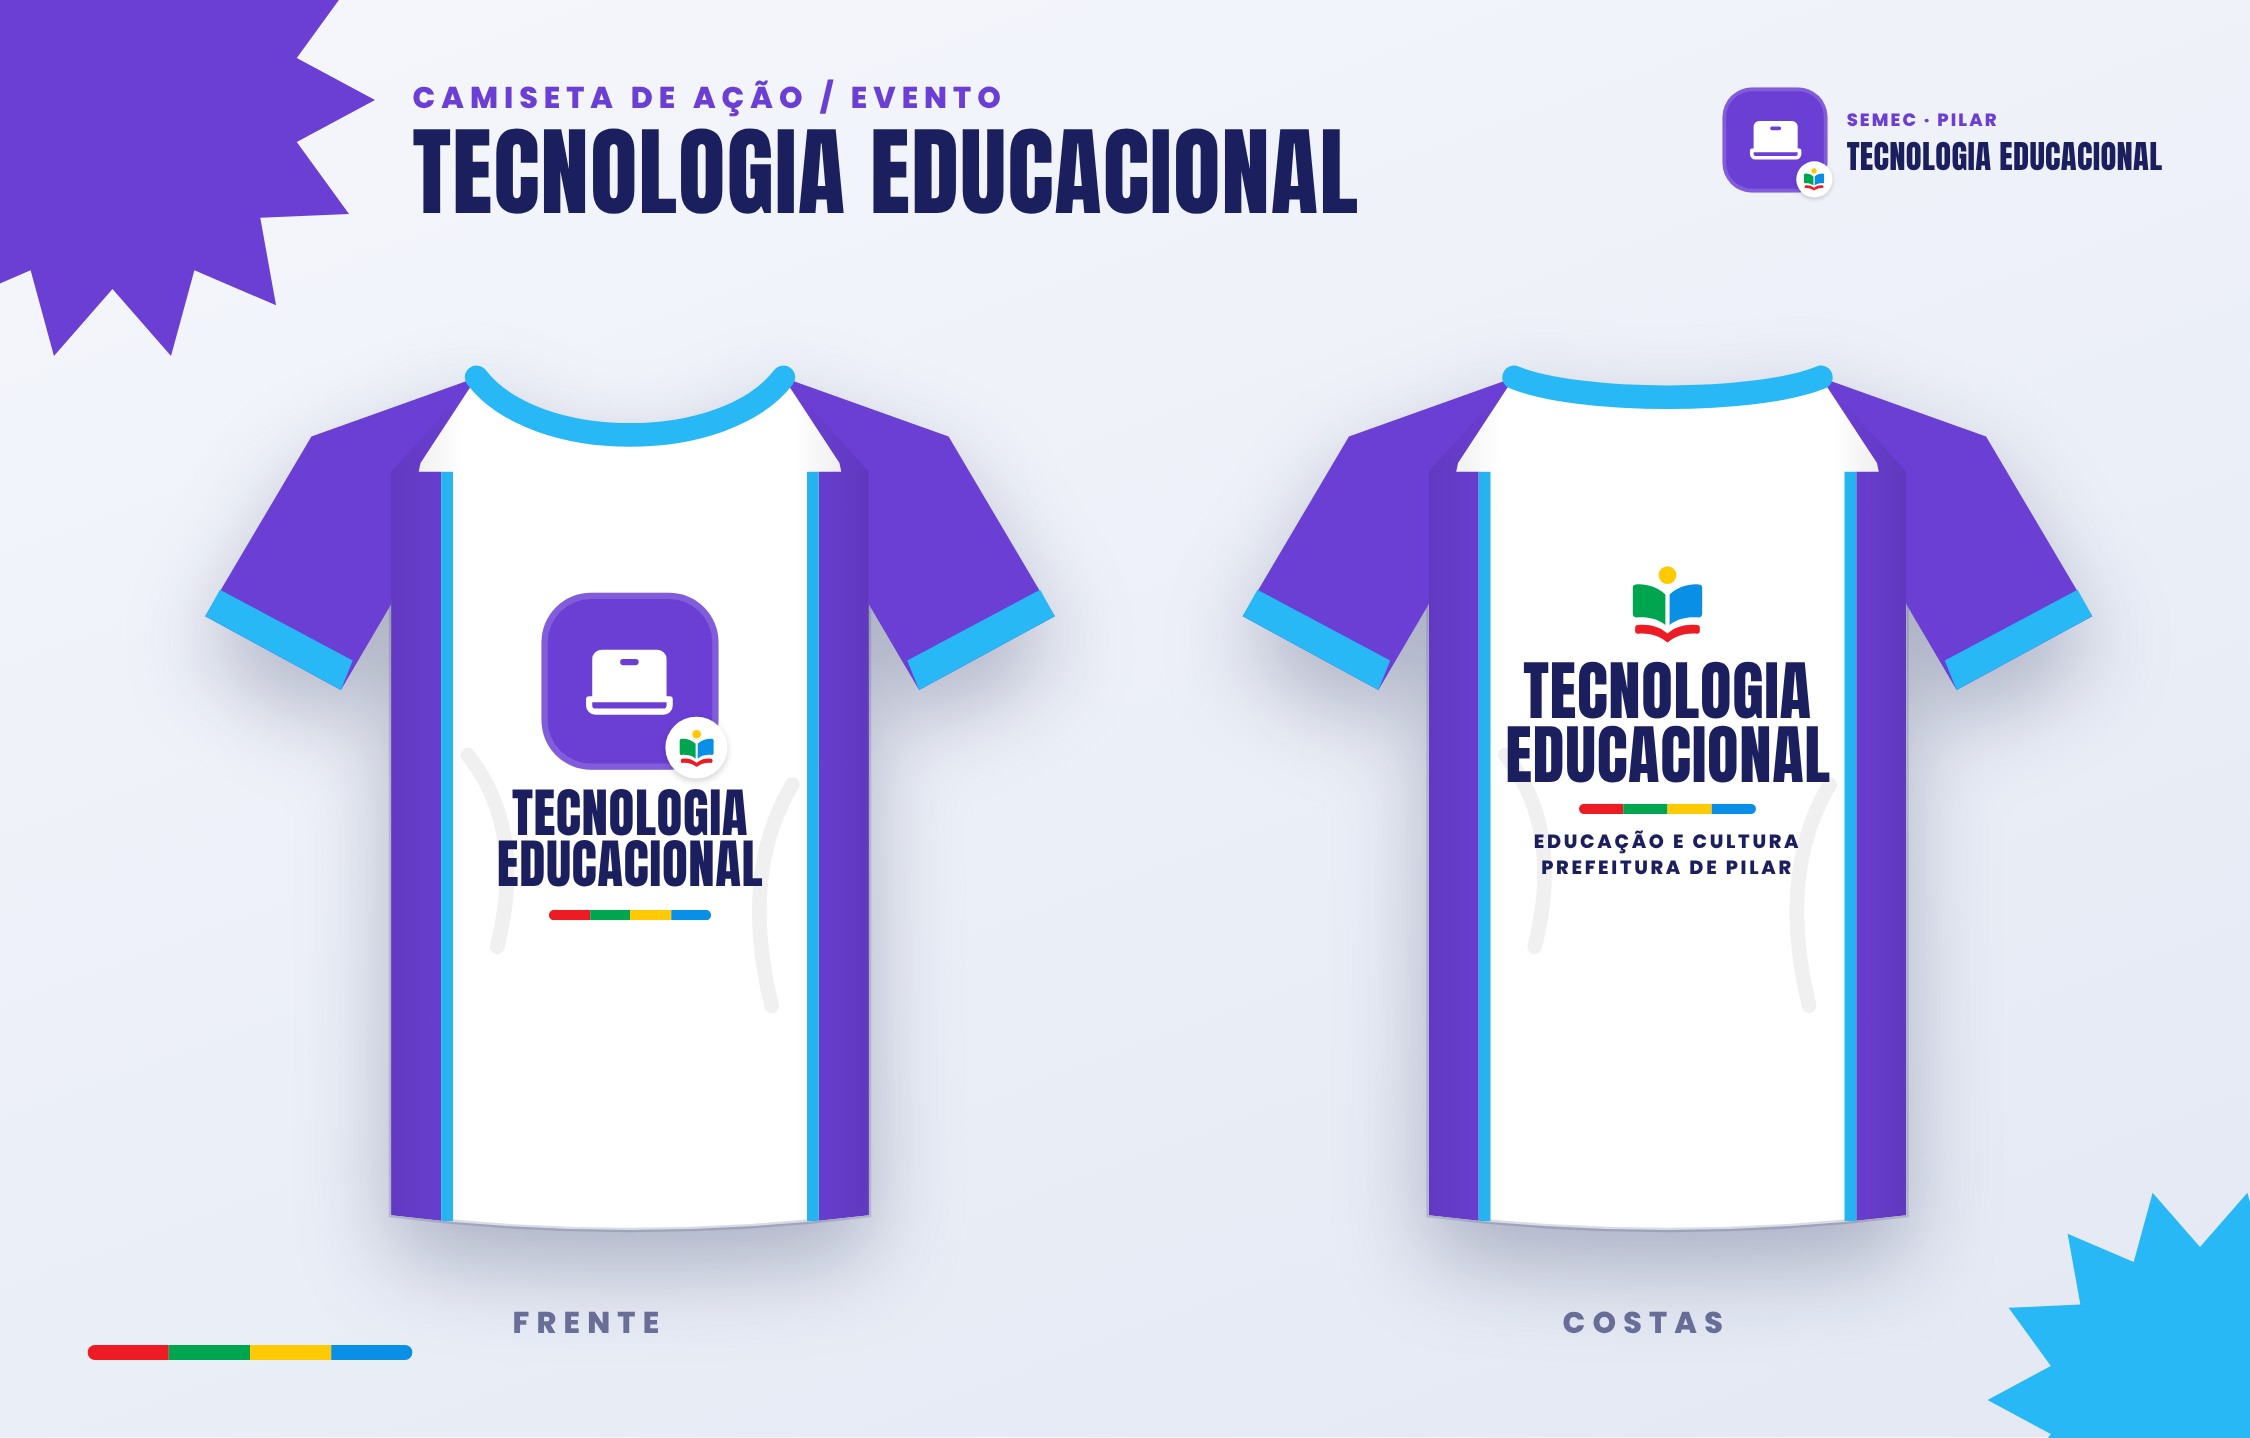 CAMISETA DE AÇÃO / EVENTO
TECNOLOGIA EDUCACIONAL
SEMEC · PILAR
TECNOLOGIA EDUCACIONAL
TECNOLOGIA
EDUCACIONAL
TECNOLOGIA
EDUCACIONAL
EDUCAÇÃO E CULTURA
PREFEITURA DE PILAR
FRENTE
COSTAS